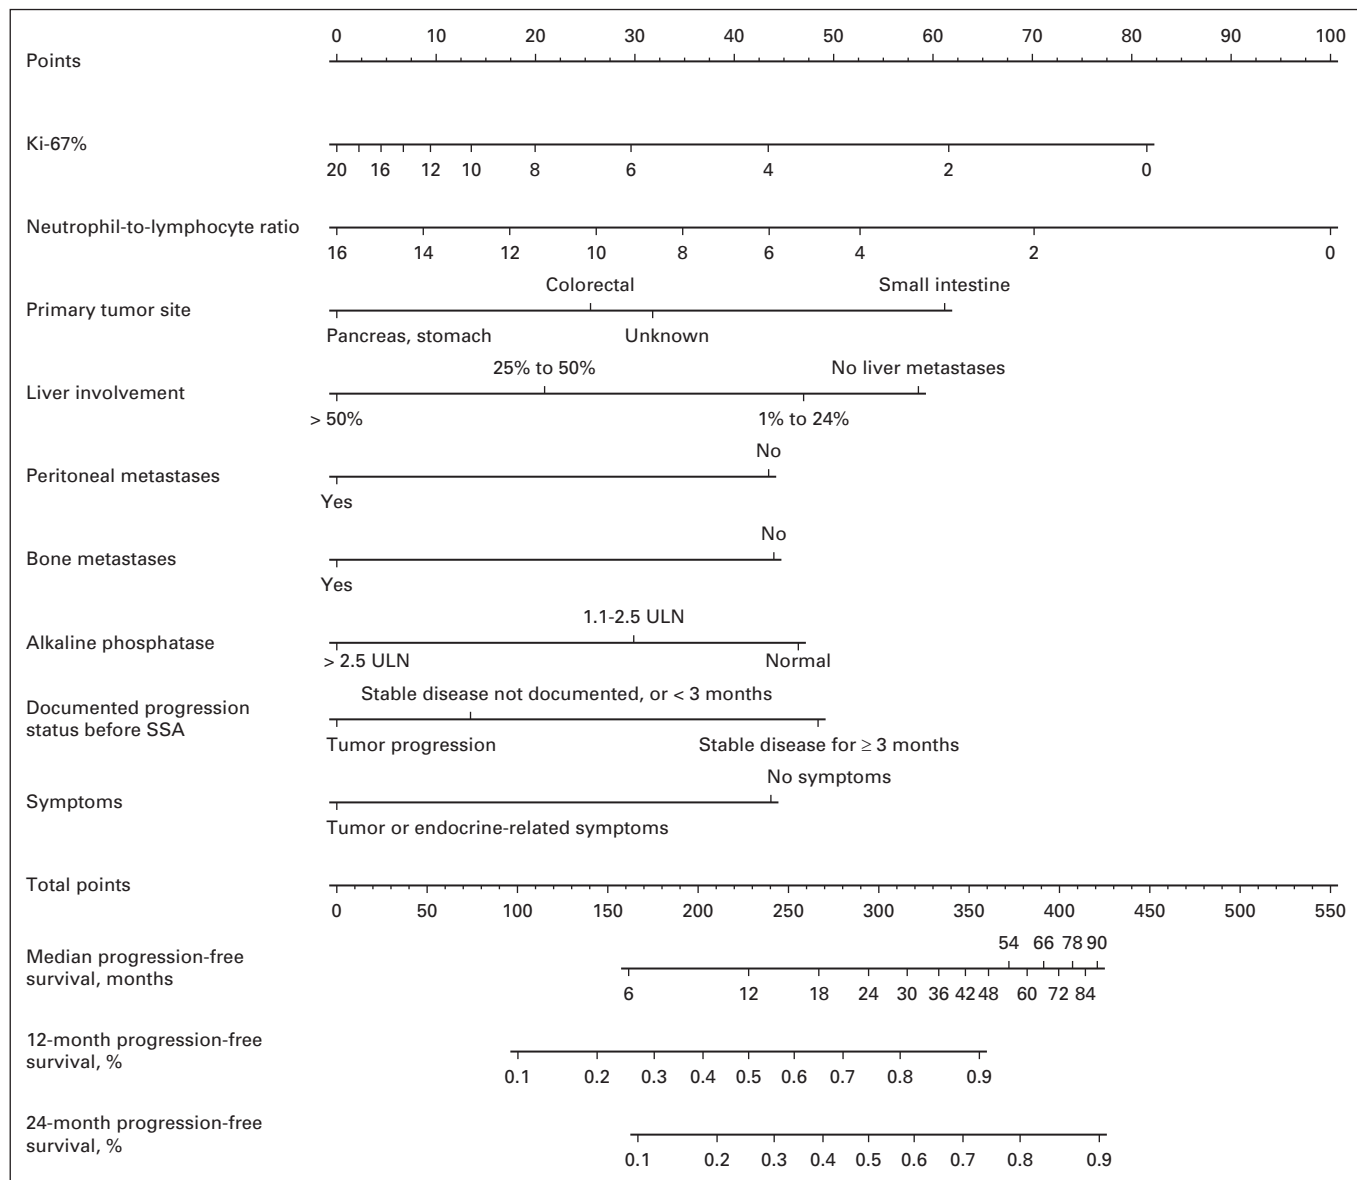 0 10 20 30 40 50 60 70 80 90 100
Points
Ki-67%
20 16 12 10 8 6 4 2 0
Neutrophil-to-lymphocyte ratio
16 14 12 10 8 6 4 2 0
Colorectal Small intestine
Primary tumor site
Pancreas, stomach Unknown
25% to 50% No liver metastases
Liver involvement
> 50% 1% to 24%
No
Peritoneal metastases
Yes
No
Bone metastases
Yes
1.1-2.5 ULN
Alkaline phosphatase
> 2.5 ULN Normal
Stable disease not documented, or < 3 months
Documented progression
status before SSA
Tumor progression Stable disease for ≥ 3 months
No symptoms
Symptoms
Tumor or endocrine-related symptoms
Total points
0 50 100 150 200 250 300 350 400 450 500 550
54 66 78 90
Median progression-free
survival, months
6 12 18 24 30 36 42 48 60 72 84
12-month progression-free
survival, %
0.1 0.2 0.3 0.4 0.5 0.6 0.7 0.8 0.9
24-month progression-free
survival, %
0.1 0.2 0.3 0.4 0.5 0.6 0.7 0.8 0.9